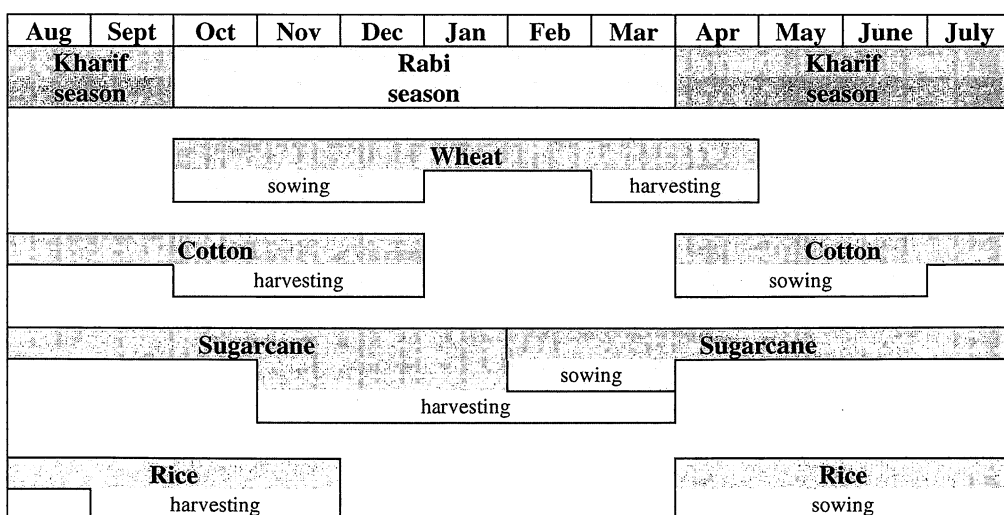 Aug Sept Oct Nov Dec Jan Feb Mar Apr May June July
Kharif Rabi Kharif
season season season
Wheat
sowing harvesting
Cotton Cotton
harvesting sowing
Sugarcane Sugarcane
sowing
harvesting
Rice Rice
harvesting sowing